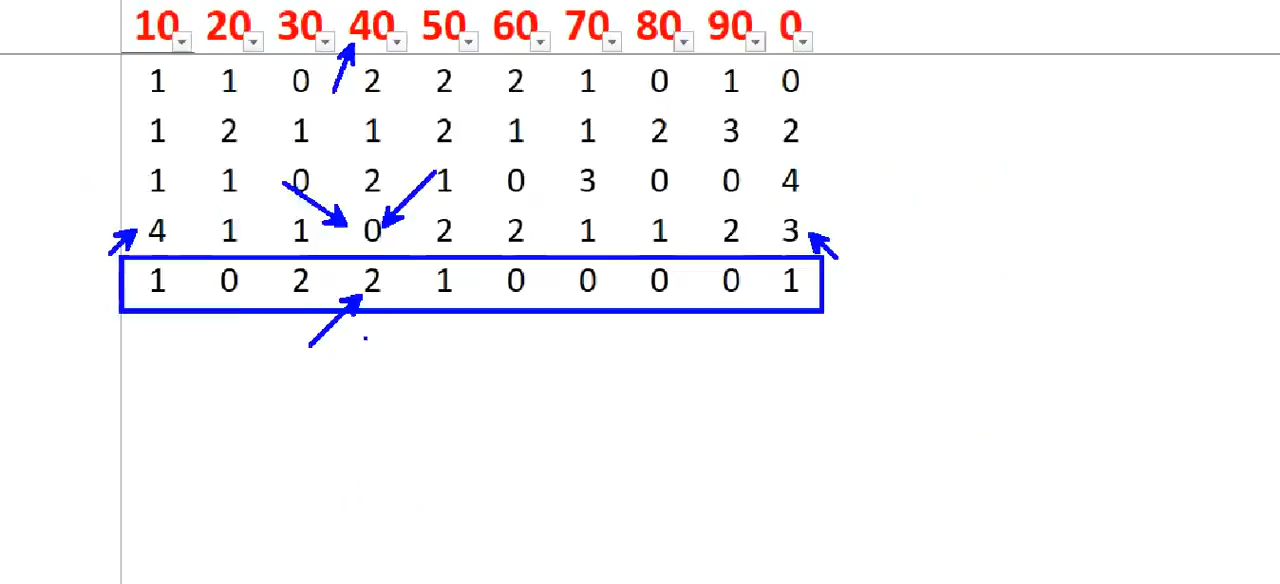 10 20 30 40 50 60 70 80 90 0
1 1 0 2 2 2 1 0 1 0
1 2 1 1 2 1 1 2 3 2
1 1 0 2 1 0 3 0 0 4
4 1 1 0 2 2 1 1 2 3
1 0 2 2 1 0 0 0 0 1